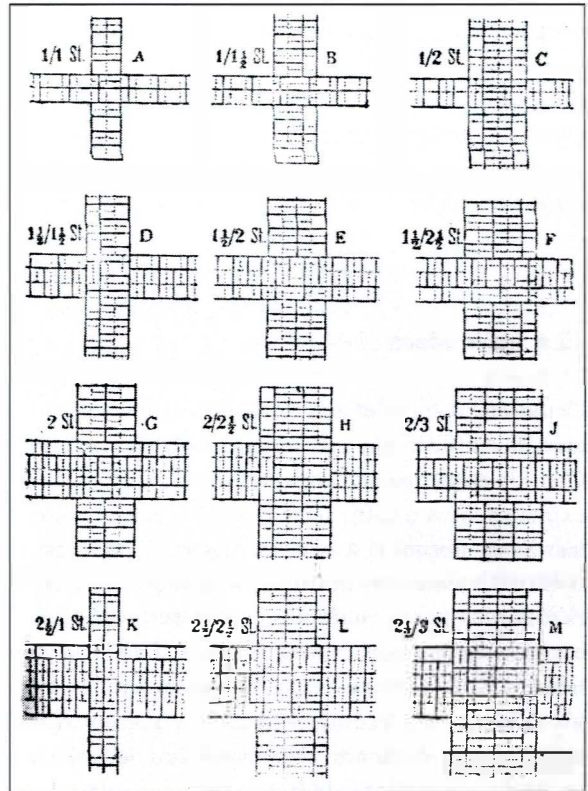 1/1 St. A 1/1½ St. B 1/2 St. C
1½/1½ St. D 1½/2 St. E 1½/2½ St. F
2 St. G 2/2½ St. H 2/3 St. J
2½/1 St. K 2½/2½ St. L 2½/3 St. M